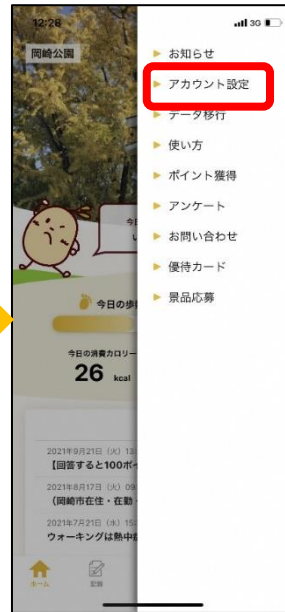 12:28
3G
岡崎公園
お知らせ
アカウント設定
データ移行
使い方
ポイント獲得
アンケート
お問い合わせ
優待カード
景品応募
今日の歩
今日の消費カロリー
26 kcal
2021年9月21日（火）13:
【回答すると100ポ
2021年8月17日（火）09:
（岡崎市在住・在勤
2021年7月21日（水）15:
ウォーキングは熱中
ホーム
記録